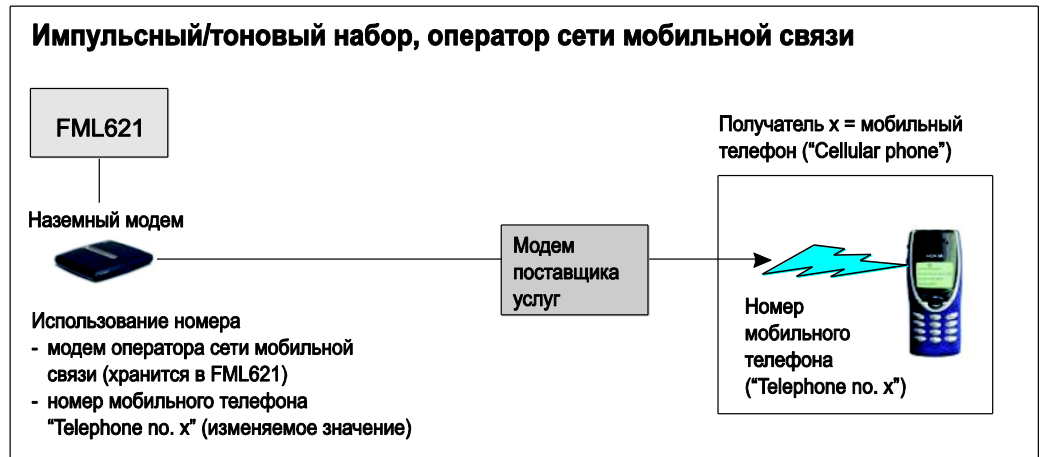 Импульсный/тоновый набор, оператор сети мобильной связи
FML621
Наземный модем
Использование номера
- модем оператора сети мобильной
связи (хранится в FML621)
- номер мобильного телефона
“Telephone no. x” (изменяемое значение)
Модем
поставщика
услуг
Получатель x = мобильный
телефон (“Cellular phone”)
Номер
мобильного
телефона
(“Telephone no. x”)